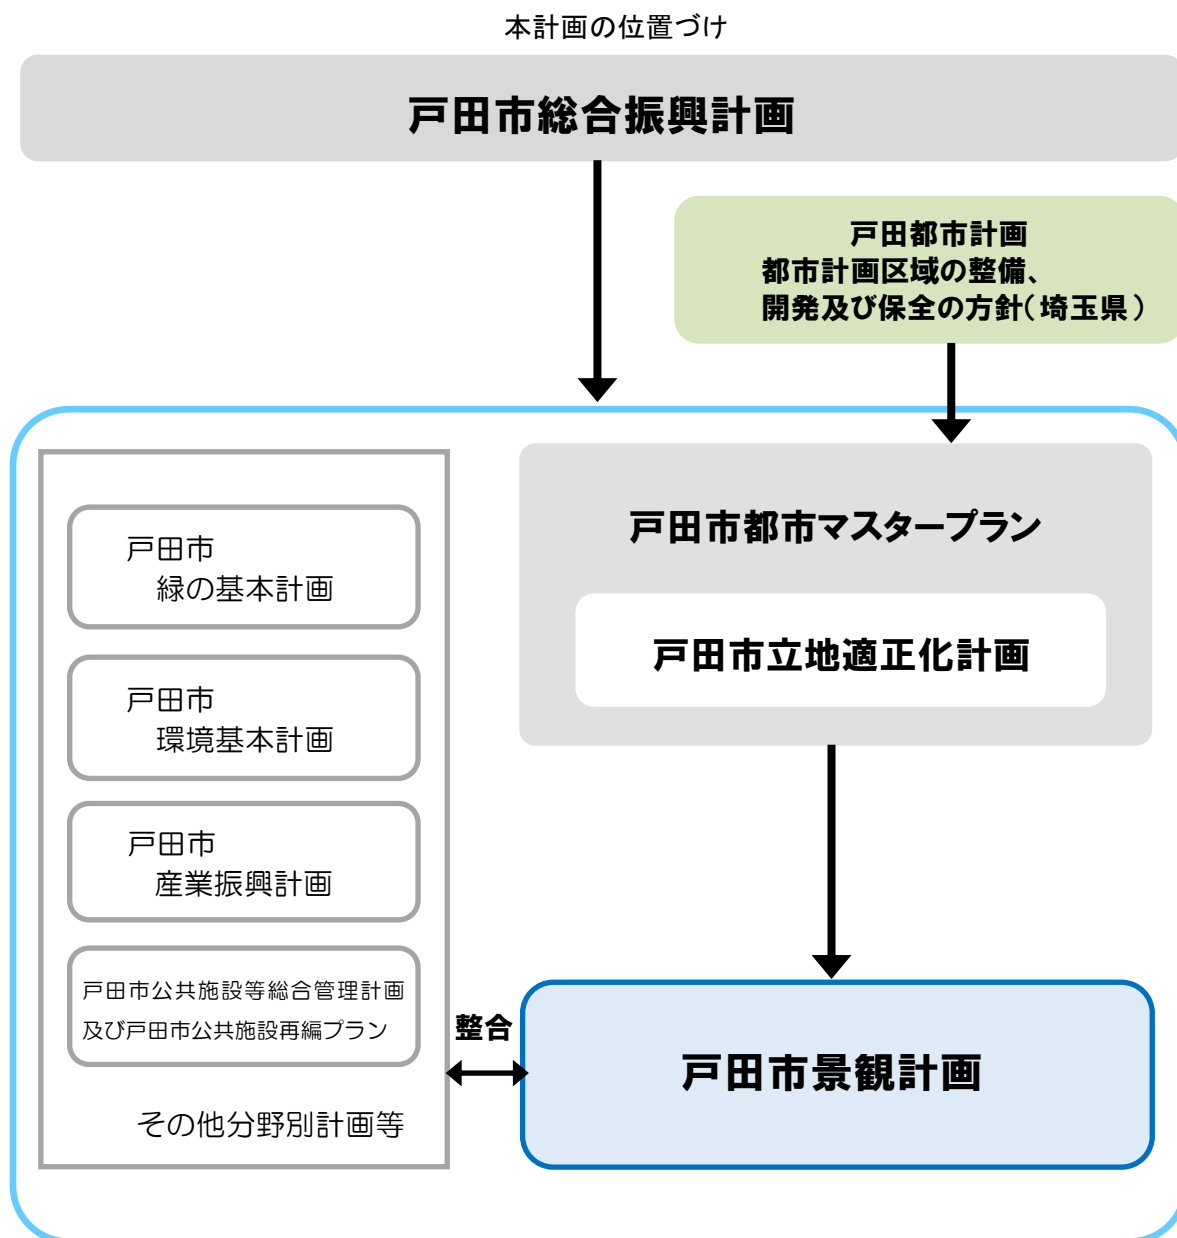 本計画の位置づけ
戸田市総合振興計画
戸田都市計画
都市計画区域の整備、
開発及び保全の方針(埼玉県)
戸田市都市マスタープラン
戸田市立地適正化計画
戸田市
緑の基本計画
戸田市
環境基本計画
戸田市
産業振興計画
戸田市公共施設等総合管理計画
及び戸田市公共施設再編プラン
その他分野別計画等
整合
戸田市景観計画